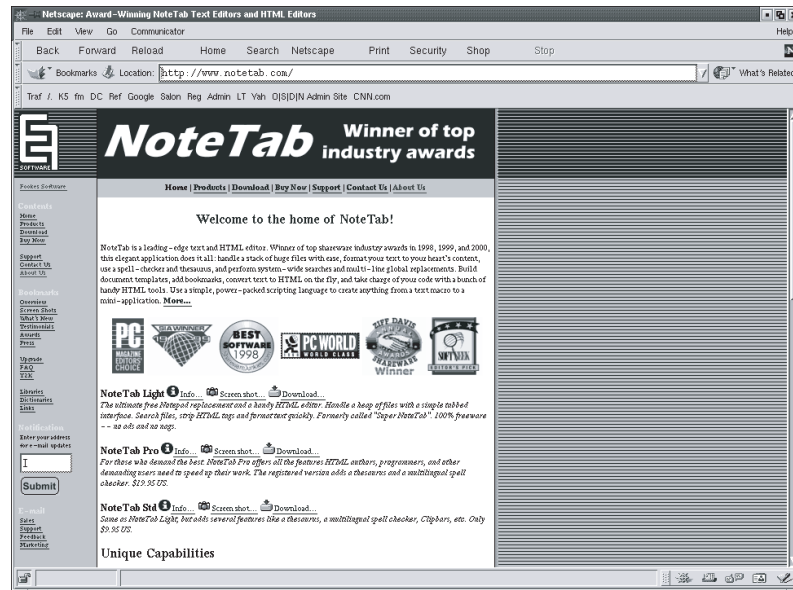 Netscape: Award-Winning NoteTab Text Editors and HTML Editors
File Edit View Go Communicator Help
Back Forward Reload Home Search Netscape Print Security Shop Stop
Bookmarks Location: http://www.notetab.com/ What's Related
Traf /. K5 fm DC Ref Google Salon Reg Admin LT Yah O|S|D|N Admin Site CNN.com
SOFTWARE
NoteTab Winner of top
industry awards
Fookes Software
Home | Products | Download | Buy Now | Support | Contact Us | About Us
Contents
Home
Products
Download
Buy Now
Support
Contact Us
About Us
Bookmarks
Overview
Screen Shots
What's New
Testimonials
Awards
Press
Upgrade
FAQ
Y2K
Libraries
Dictionaries
Links
Notification
Enter your address
for e-mail updates
Submit
E-mail
Sales
Support
Feedback
Marketing
Welcome to the home of NoteTab!
NoteTab is a leading-edge text and HTML editor. Winner of top shareware industry awards in 1998, 1999, and 2000,
this elegant application does it all: handle a stack of huge files with ease, format your text to your heart's content,
use a spell-checker and thesaurus, and perform system-wide searches and multi-line global replacements. Build
document templates, add bookmarks, convert text to HTML on the fly, and take charge of your code with a bunch of
handy HTML tools. Use a simple, power-packed scripting language to create anything from a text macro to a
mini-application. More...
PC
MAGAZINE
EDITORS'
CHOICE
SIA WINNER
BEST
SOFTWARE
1998
PC WORLD
WORLD CLASS
ZIFF DAVIS
SHAREWARE
AWARDS
Winner
SOFTSEEK
EDITOR'S PICK
NoteTab Light Info... Screen shot... Download...
The ultimate free Notepad replacement and a handy HTML editor. Handle a heap of files with a simple tabbed
interface. Search files, strip HTML tags and format text quickly. Formerly called "Super NoteTab". 100% freeware
-- no ads and no nags.
NoteTab Pro Info... Screen shot... Download...
For those who demand the best. NoteTab Pro offers all the features HTML authors, programmers, and other
demanding users need to speed up their work. The registered version adds a thesaurus and a multilingual spell
checker. $19.95 US.
NoteTab Std Info... Screen shot... Download...
Same as NoteTab Light, but adds several features like a thesaurus, a multilingual spell checker, Clipbars, etc. Only
$9.95 US.
Unique Capabilities